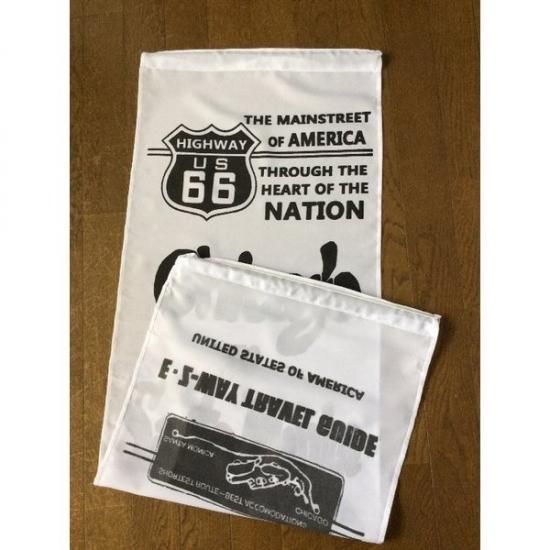 HIGHWAY
US
66
THE MAINSTREET
OF AMERICA
THROUGH THE
HEART OF THE
NATION
UNITED STATES OF AMERICA
E·Z-WAY TRAVEL GUIDE
SANTA MONICA
CHICAGO
SHORTEST ROUTE-BEST ACCOMODATIONS